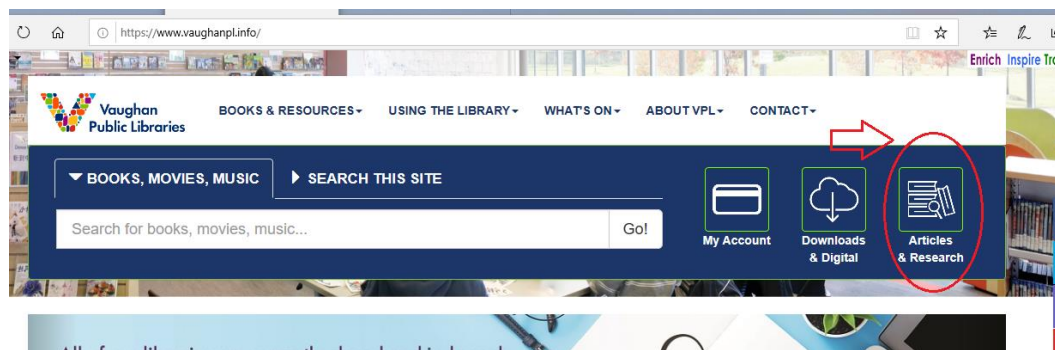 https://www.vaughanpl.info/
Enrich Inspire
Vaughan
Public Libraries
BOOKS & RESOURCES
USING THE LIBRARY
WHAT'S ON
ABOUT VPL
CONTACT
BOOKS, MOVIES, MUSIC
SEARCH THIS SITE
Search for books, movies, music...
Go!
My Account
Downloads
& Digital
Articles
& Research